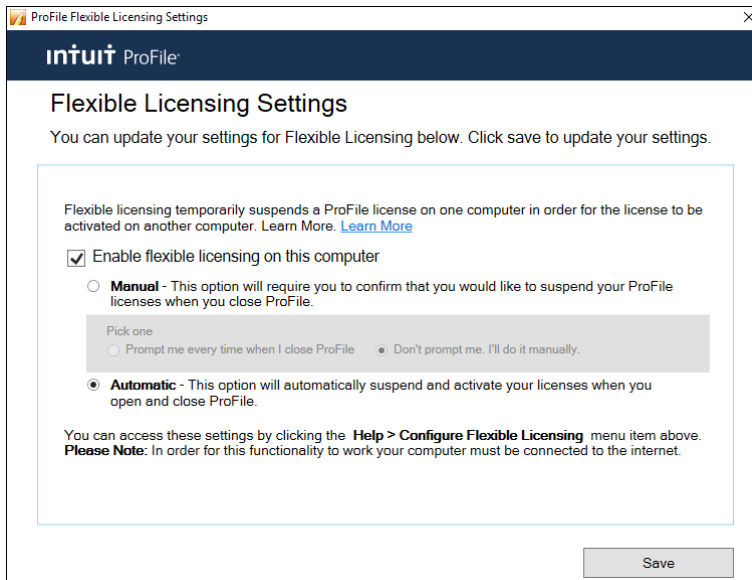 ProFile Flexible Licensing Settings
intuit ProFile
Flexible Licensing Settings
You can update your settings for Flexible Licensing below. Click save to update your settings.
Flexible licensing temporarily suspends a ProFile license on one computer in order for the license to be
activated on another computer. Learn More. Learn More
Enable flexible licensing on this computer
Manual - This option will require you to confirm that you would like to suspend your ProFile
licenses when you close ProFile.
Pick one
Prompt me every time when I close ProFile Don't prompt me. I'll do it manually.
Automatic - This option will automatically suspend and activate your licenses when you
open and close ProFile.
You can access these settings by clicking the Help > Configure Flexible Licensing menu item above.
Please Note: In order for this functionality to work your computer must be connected to the internet.
Save